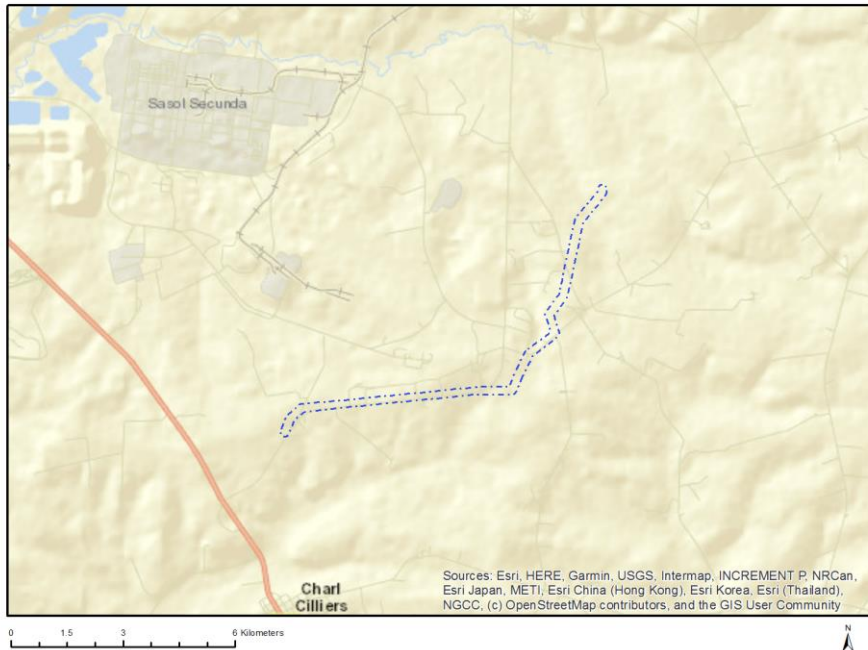 Sasol Secunda
Charl
Cilliers
Sources: Esri, HERE, Garmin, USGS, Intermap, INCREMENT P, NRCan,
Esri Japan, METI, Esri China (Hong Kong), Esri Korea, Esri (Thailand),
NGCC, (c) OpenStreetMap contributors, and the GIS User Community
0 1.5 3 6 Kilometers
N